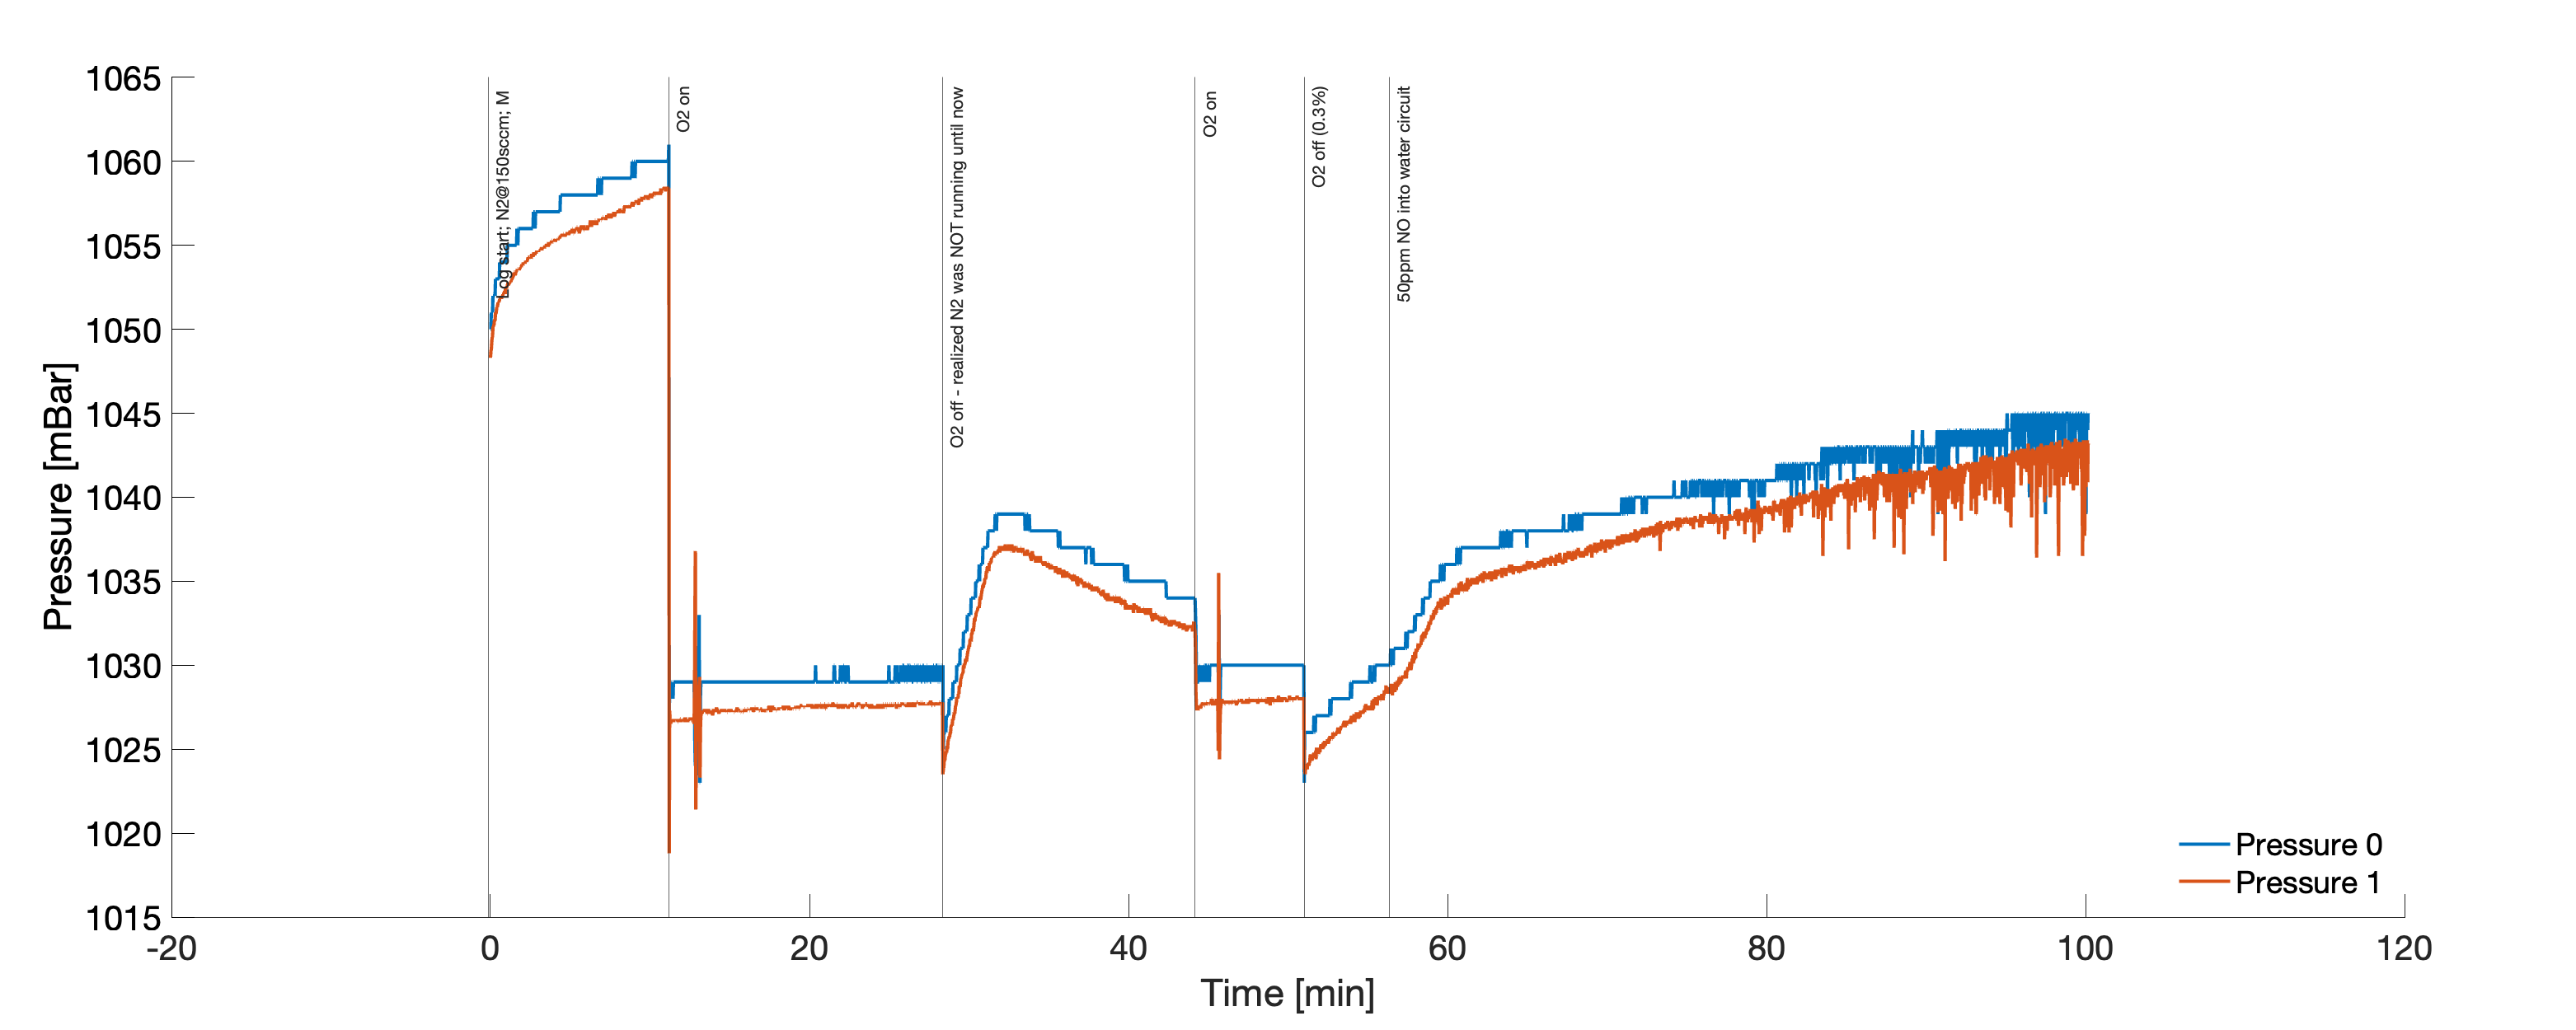 1065
1060
1055
1050
1045
1040
1035
1030
1025
1020
1015
Pressure [mBar]
Log start; N2@150sccm; M
O2 on
O2 off - realized N2 was NOT running until now
O2 on
O2 off (0.3%)
50ppm NO into water circuit
Pressure 0
Pressure 1
-20 0 20 40 60 80 100 120
Time [min]